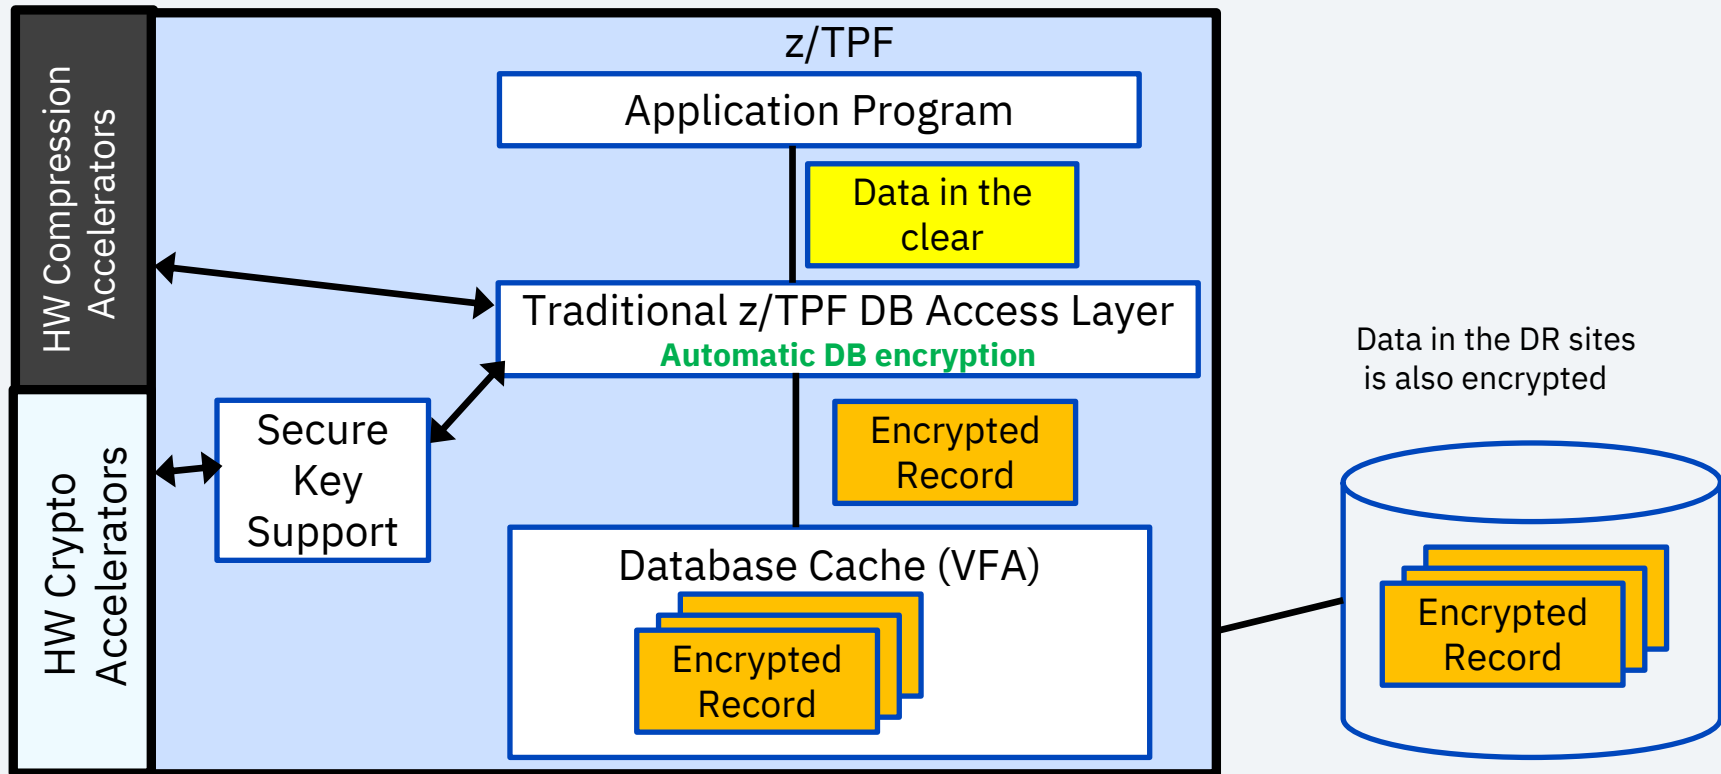 z/TPF
HW Compression
Accelerators
Application Program
Data in the
clear
Traditional z/TPF DB Access Layer
Automatic DB encryption
Data in the DR sites
is also encrypted
HW Crypto
Accelerators
Secure
Key
Support
Encrypted
Record
Database Cache (VFA)
Encrypted
Record
Encrypted
Record